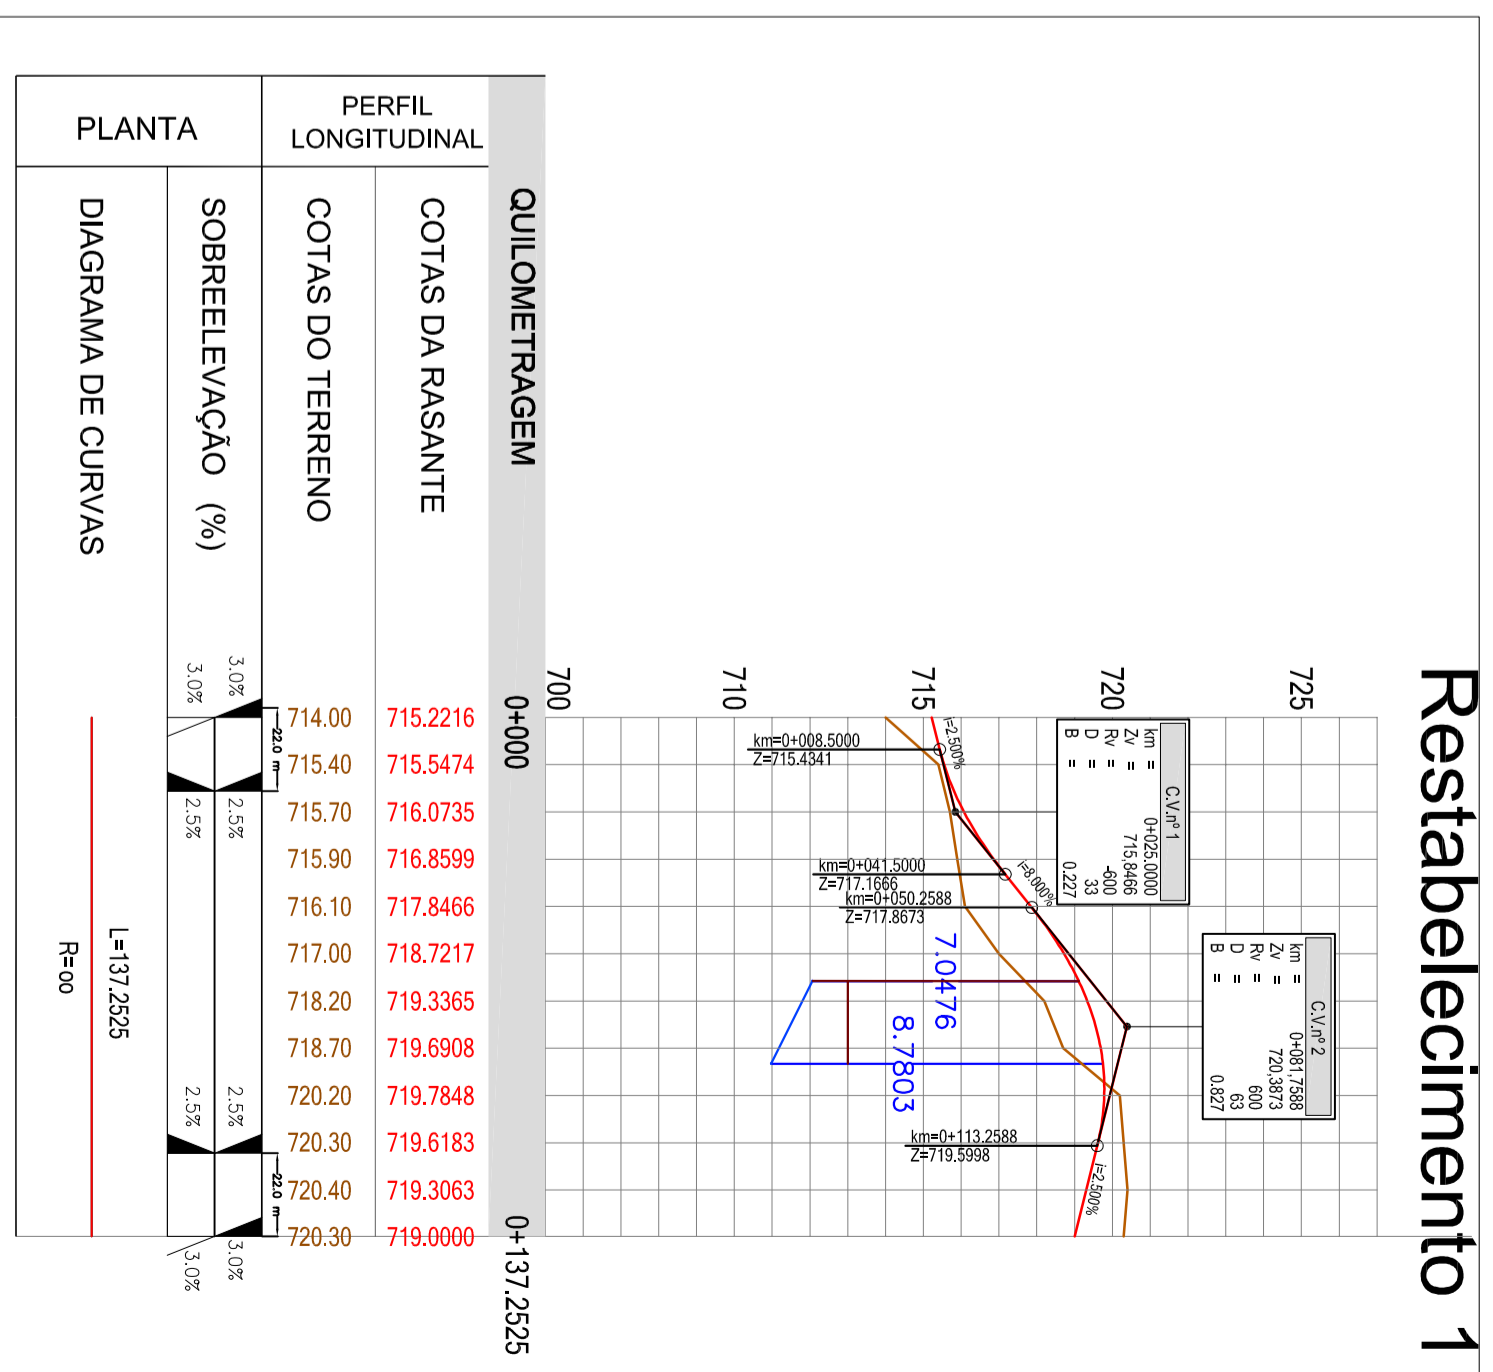 Restabelecimento 1
C.V.nº 1
km = 0+025.0000
Zv = 715,8466
Rv = -600
D = 33
B = 0.227
C.V.nº 2
km = 0+081,7588
Zv = 720,3873
Rv = 600
D = 63
B = 0.827
725
720
715
710
700
i=2.500%
i=8.000%
i=2.500%
km=0+008.5000
Z=715.4341
km=0+041.5000
Z=717.1666
km=0+050.2588
Z=717.8673
km=0+113.2588
Z=719.5998
7.0476
8.7803
QUILOMETRAGEM
0+000
0+137.2525
PERFIL
LONGITUDINAL
COTAS DA RASANTE
715.2216
715.5474
716.0735
716.8599
717.8466
718.7217
719.3365
719.6908
719.7848
719.6183
719.3063
719.0000
COTAS DO TERRENO
714.00
715.40
715.70
715.90
716.10
717.00
718.20
718.70
720.20
720.30
720.40
720.30
PLANTA
SOBREELEVAÇÃO (%)
3.0%
3.0%
22.0 m
2.5%
2.5%
2.5%
2.5%
22.0 m
3.0%
3.0%
DIAGRAMA DE CURVAS
L=137.2525
R=oo